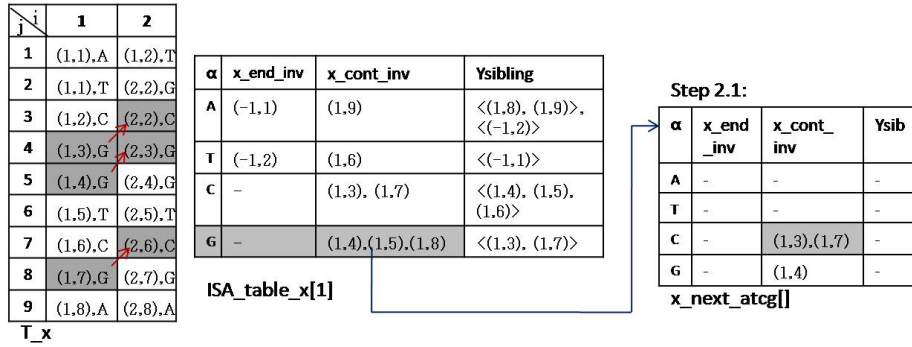 j i 1 2
1 (1,1),A (1,2),T
2 (1,1),T (2,2),G
3 (1,2),C (2,2),C
4 (1,3),G (2,3),G
5 (1,4),G (2,4),G
6 (1,5),T (2,5),T
7 (1,6),C (2,6),C
8 (1,7),G (2,7),G
9 (1,8),A (2,8),A
T_x
α x_end_inv x_cont_inv Ysibling
A (-1,1) (1,9) <(1,8), (1,9)>,
<(-1,2)>
T (-1,2) (1,6) <(-1,1)>
C - (1,3), (1,7) <(1,4), (1,5),
(1,6)>
G - (1,4),(1,5),(1,8) <(1,3), (1,7)>
ISA_table_x[1]
Step 2.1:
α x_end x_cont_ Ysib
_inv inv
A - - -
T - - -
C - (1,3),(1,7) -
G - (1,4) -
x_next_atcg[]